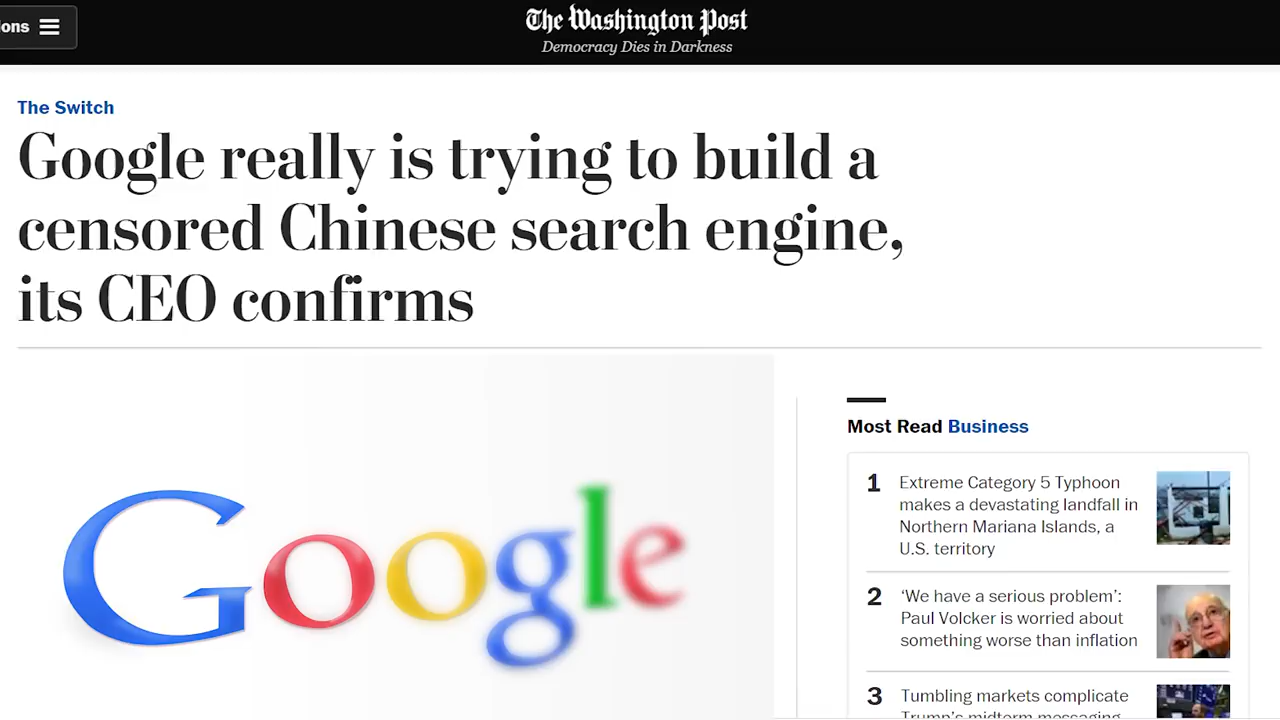 ions
The Washington Post
Democracy Dies in Darkness
The Switch
Google really is trying to build a
censored Chinese search engine,
its CEO confirms
Google
Most Read Business
1
Extreme Category 5 Typhoon
makes a devastating landfall in
Northern Mariana Islands, a
U.S. territory
2
‘We have a serious problem’:
Paul Volcker is worried about
something worse than inflation
3
Tumbling markets complicate
Trump’s midterm messaging